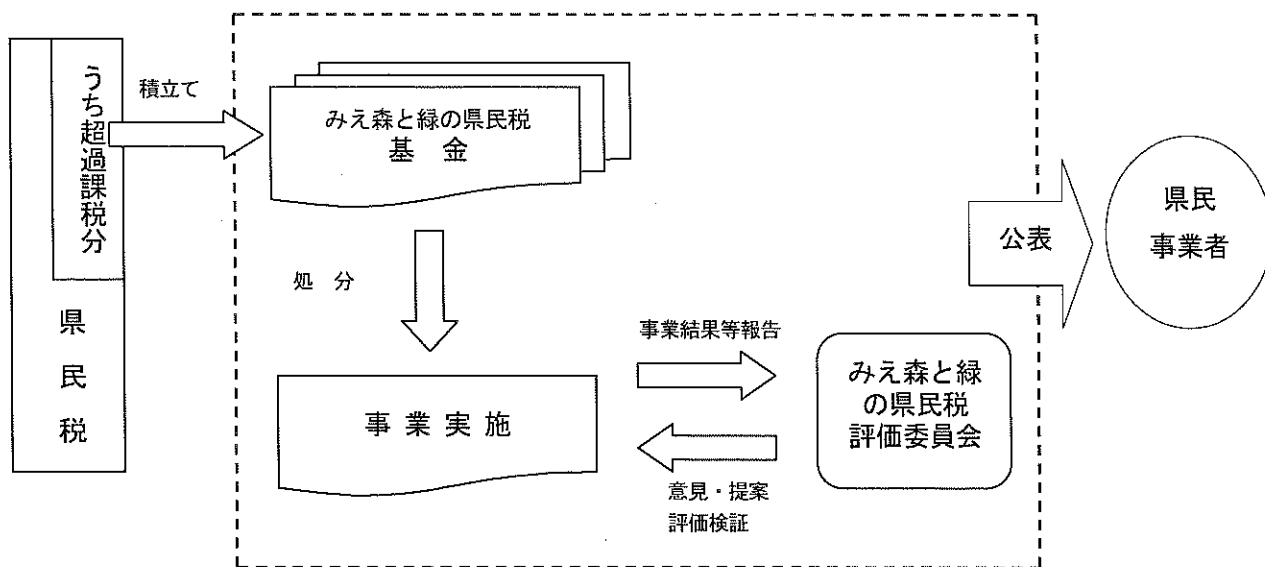 うち超過課税分
県民税
積立て
みえ森と緑の県民税
基　金
処　分
事 業 実 施
事業結果等報告
意見・提案
評価検証
みえ森と緑
の県民税
評価委員会
公表
県民
事業者